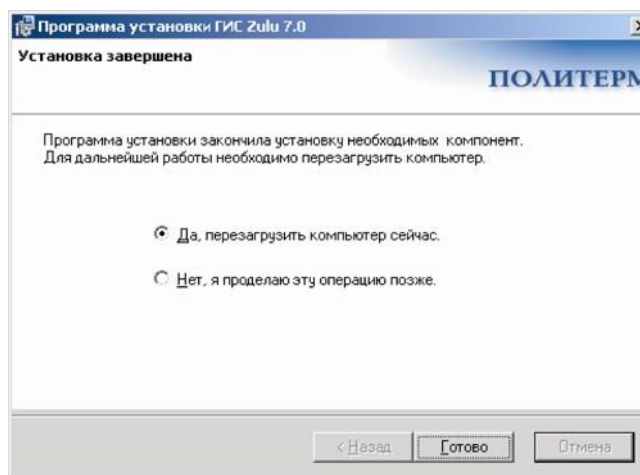 Программа установки ГИС Zulu 7.0
Установка завершена
ПОЛИТЕРМ
Программа установки закончила установку необходимых компонент.
Для дальнейшей работы необходимо перезагрузить компьютер.
Да, перезагрузить компьютер сейчас.
Нет, я проделаю эту операцию позже.
< Назад
Готово
Отмена